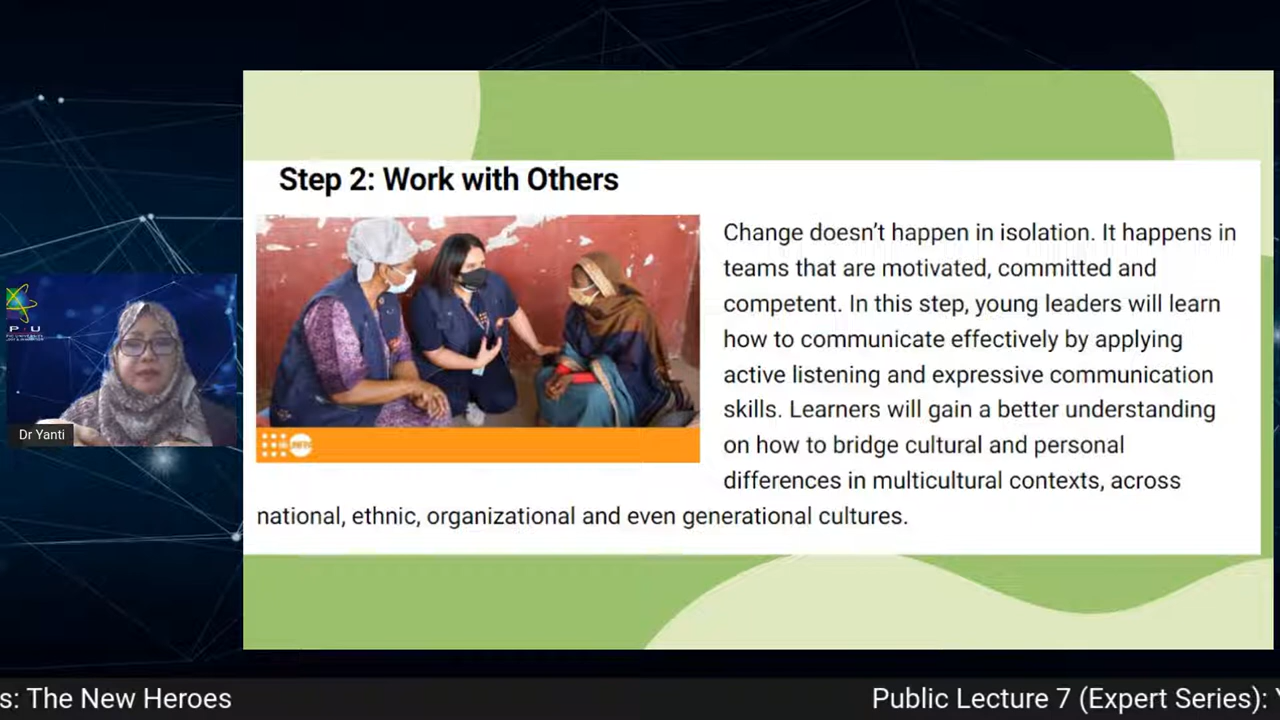 Step 2: Work with Others
Change doesn't happen in isolation. It happens in
teams that are motivated, committed and
competent. In this step, young leaders will learn
how to communicate effectively by applying
active listening and expressive communication
skills. Learners will gain a better understanding
on how to bridge cultural and personal
differences in multicultural contexts, across
national, ethnic, organizational and even generational cultures.
P U
Dr Yanti
s: The New Heroes
Public Lecture 7 (Expert Series):